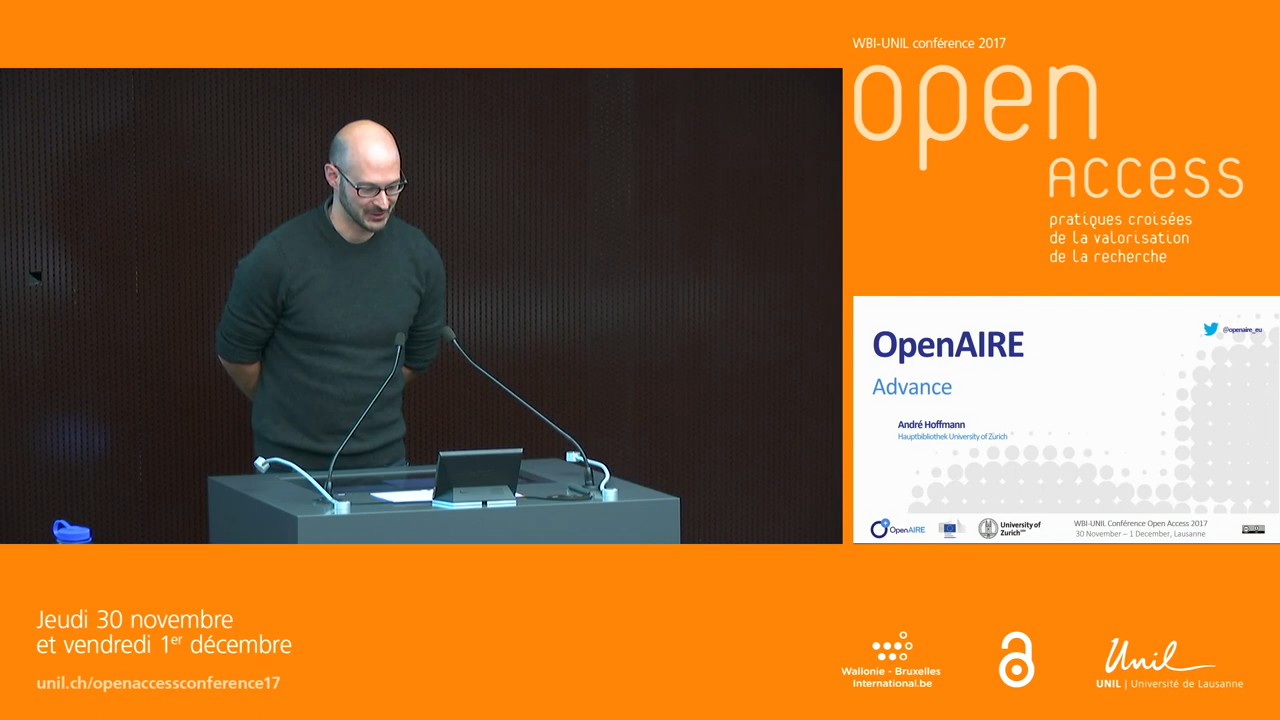 WBI-UNIL conférence 2017
open
access
pratiques croisées
de la valorisation
de la recherche
@openaire_eu
OpenAIRE
Advance
André Hoffmann
Hauptbibliothek University of Zürich
OpenAIRE
University of
Zurich
WBI-UNIL Conférence Open Access 2017
30 November – 1 December, Lausanne
Jeudi 30 novembre
et vendredi 1er décembre
unil.ch/openaccessconference17
Wallonie - Bruxelles
International.be
Unil
UNIL | Université de Lausanne